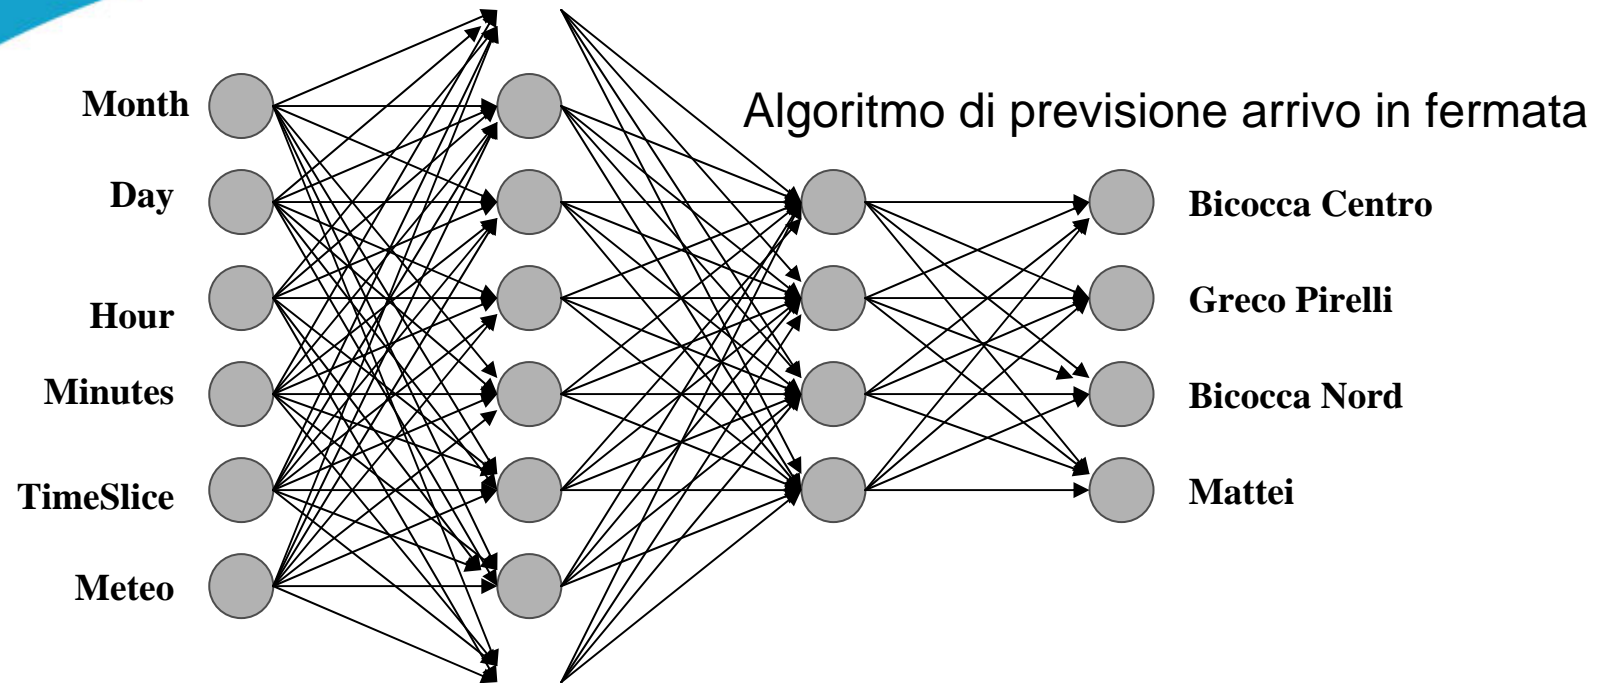 Algoritmo di previsione arrivo in fermata
Month
Day
Hour
Minutes
TimeSlice
Meteo
Bicocca Centro
Greco Pirelli
Bicocca Nord
Mattei